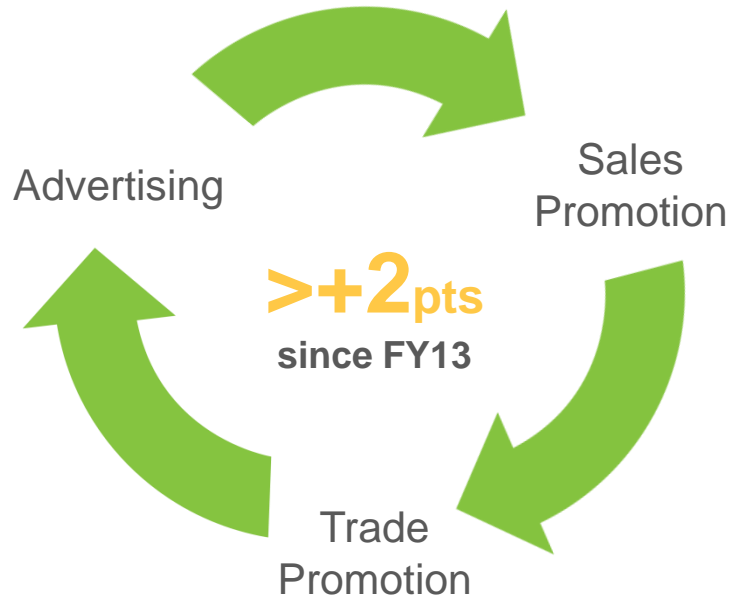 Advertising
Sales
Promotion
>+2pts
since FY13
Trade
Promotion